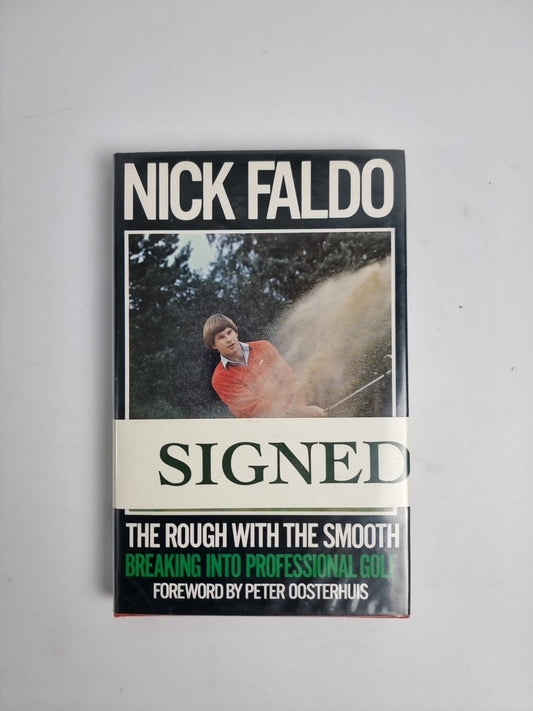 NICK FALDO
SIGNED
THE ROUGH WITH THE SMOOTH
BREAKING INTO PROFESSIONAL GOLF
FOREWORD BY PETER OOSTERHUIS